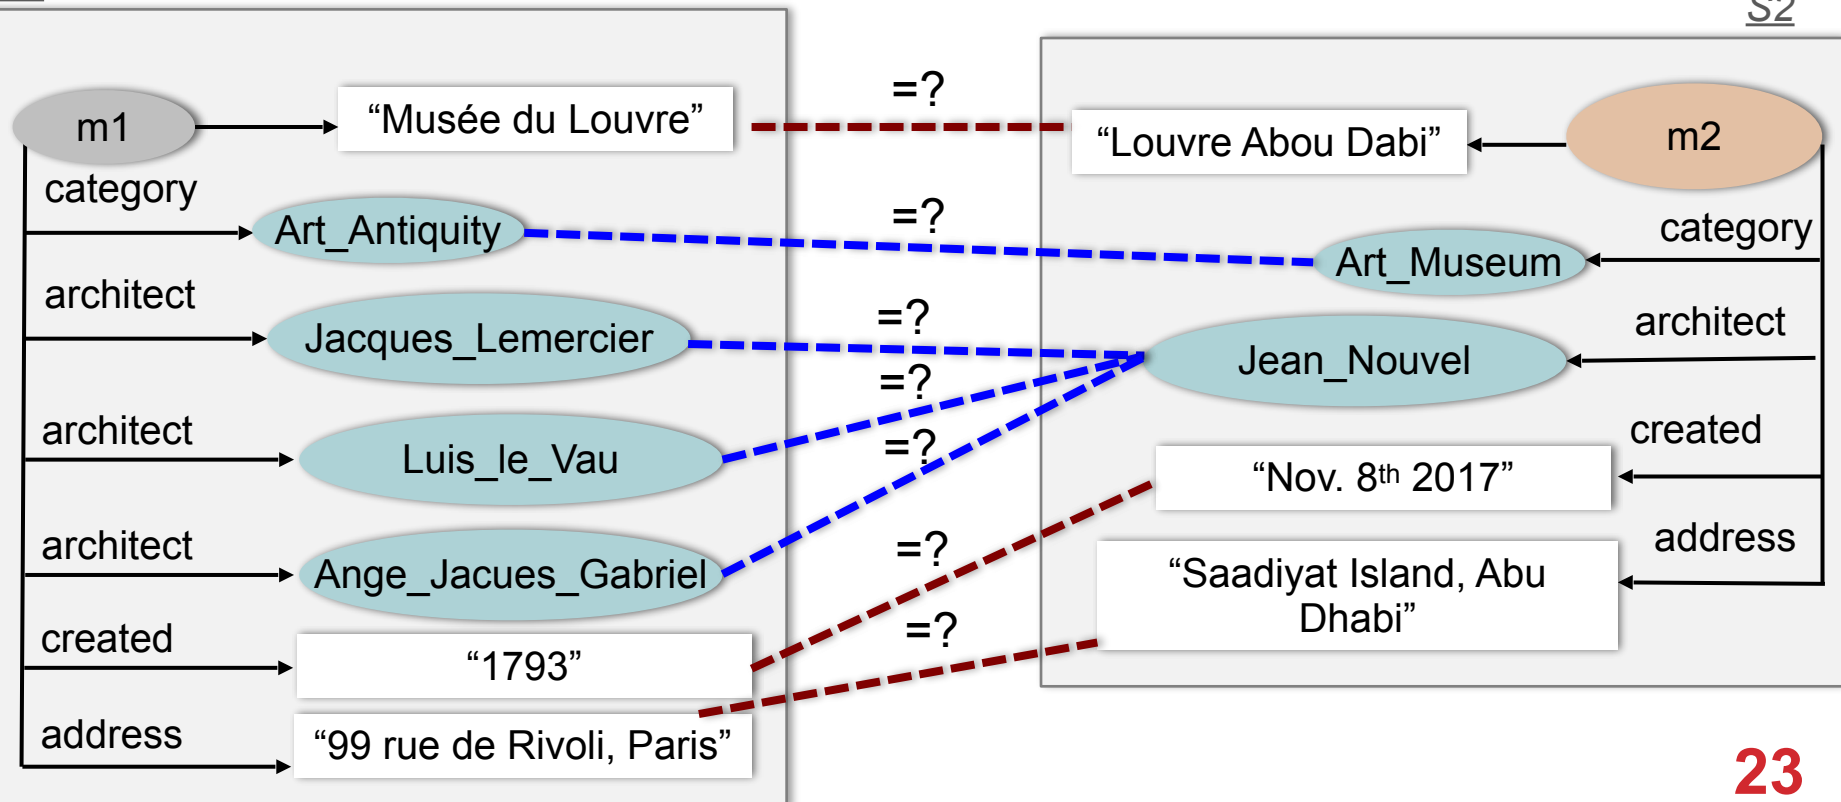 S2
m1
“Musée du Louvre”
=?
“Louvre Abou Dabi”
m2
category
Art_Antiquity
=?
Art_Museum
category
architect
Jacques_Lemercier
=?
Jean_Nouvel
architect
=?
architect
Luis_le_Vau
=?
“Nov. 8th 2017”
created
architect
Ange_Jacues_Gabriel
=?
“Saadiyat Island, Abu
Dhabi”
address
created
“1793”
=?
address
“99 rue de Rivoli, Paris”
23